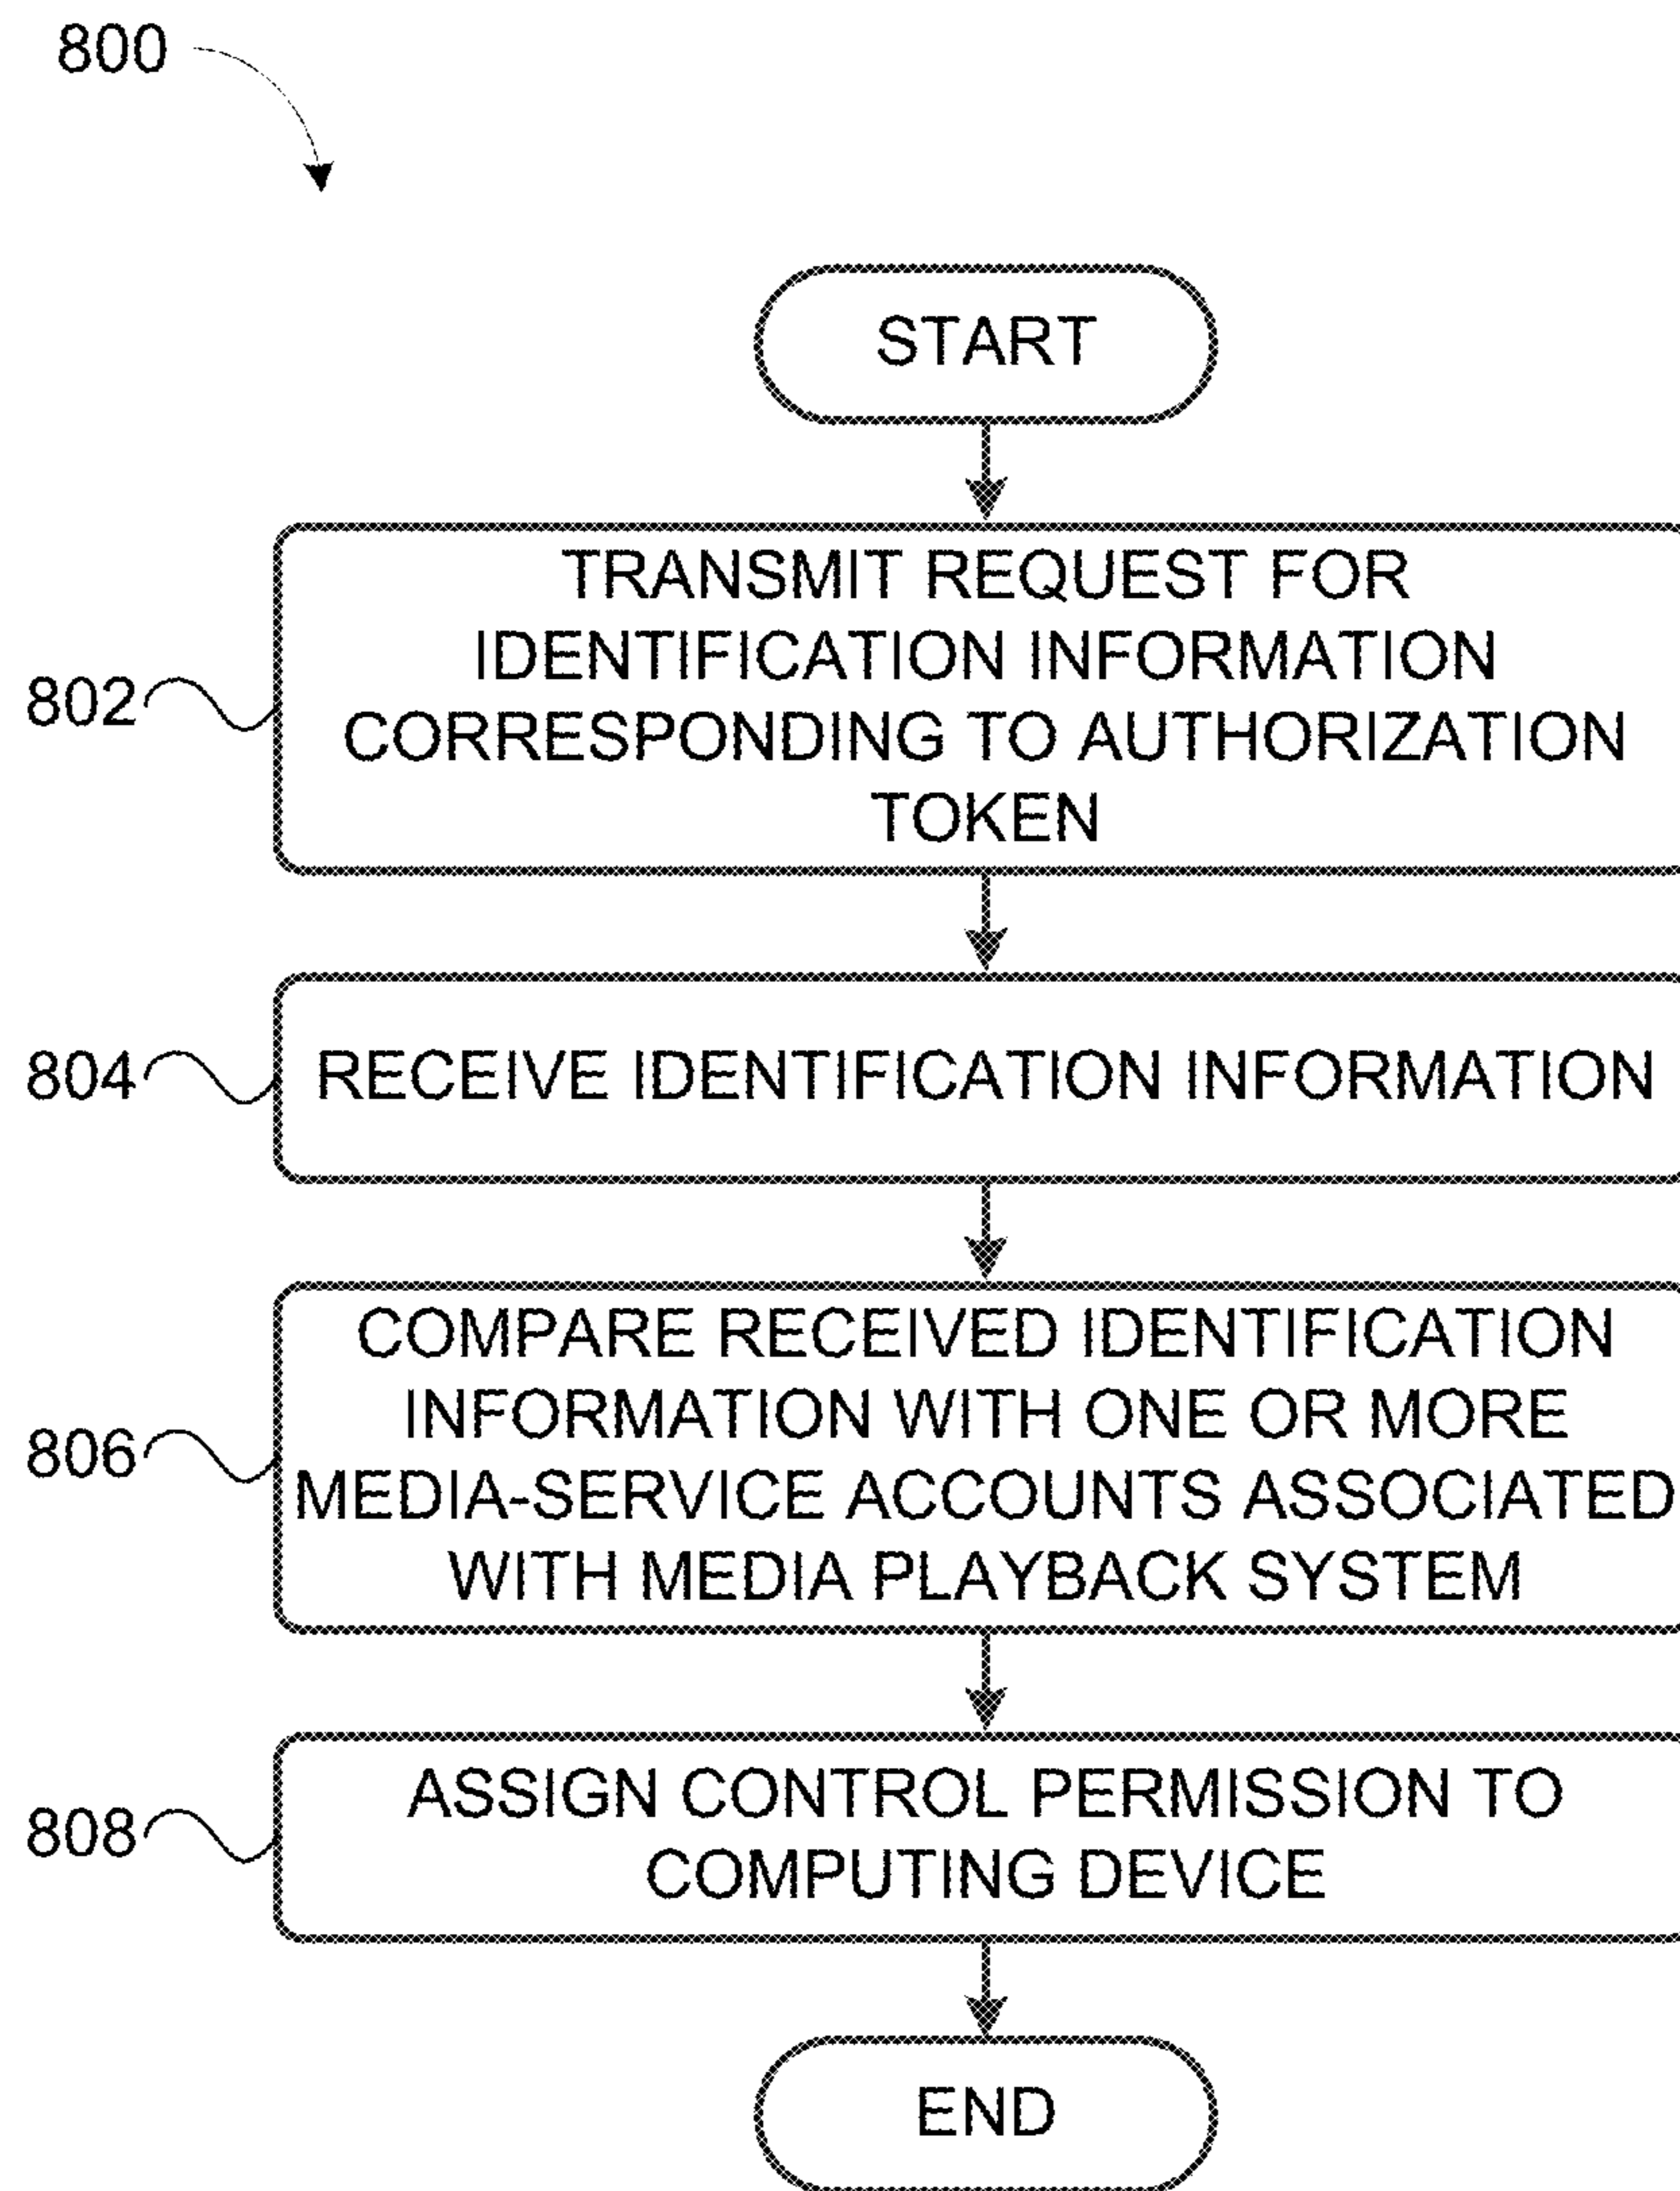 800
START
802
TRANSMIT REQUEST FOR
IDENTIFICATION INFORMATION
CORRESPONDING TO AUTHORIZATION
TOKEN
804
RECEIVE IDENTIFICATION INFORMATION
806
COMPARE RECEIVED IDENTIFICATION
INFORMATION WITH ONE OR MORE
MEDIA-SERVICE ACCOUNTS ASSOCIATED
WITH MEDIA PLAYBACK SYSTEM
808
ASSIGN CONTROL PERMISSION TO
COMPUTING DEVICE
END